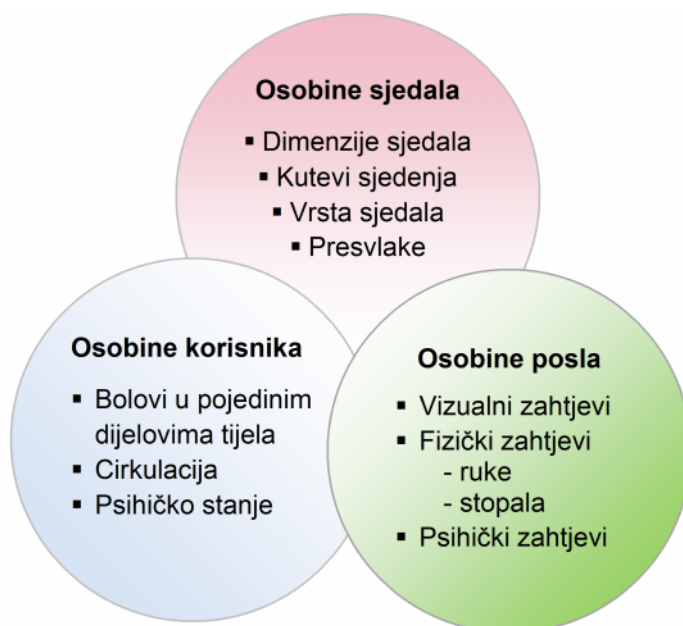 Osobine sjedala
▪ Dimenzije sjedala
▪ Kutevi sjedenja
▪ Vrsta sjedala
▪ Presvlake
Osobine korisnika
▪ Bolovi u pojedinim
dijelovima tijela
▪ Cirkulacija
▪ Psihičko stanje
Osobine posla
▪ Vizualni zahtjevi
▪ Fizički zahtjevi
- ruke
- stopala
▪ Psihički zahtjevi